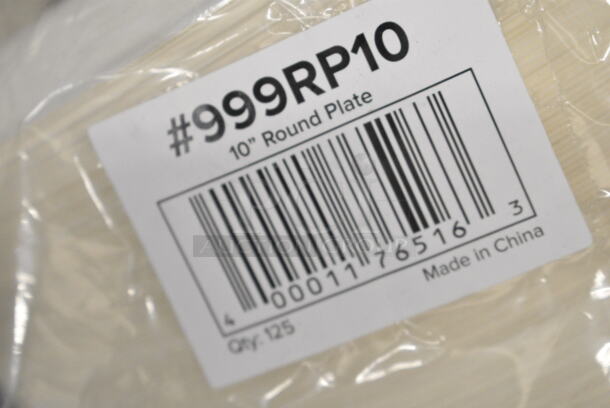 #999RP10
10" Round Plate
4 00011 76516 3
Qty: 125
Made in China